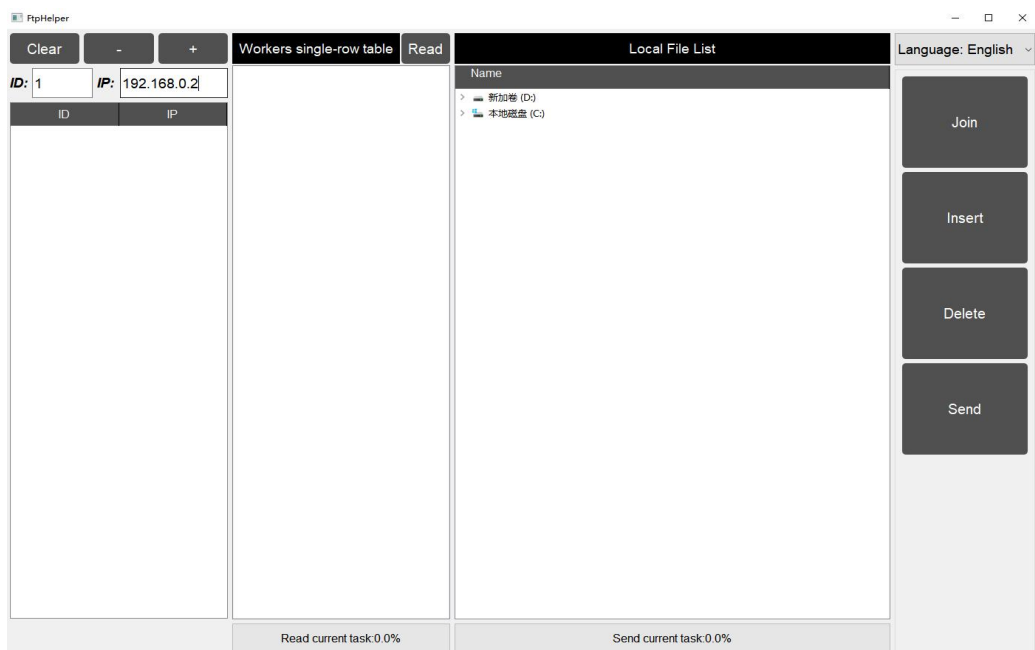 FtpHelper
Clear - + Workers single-row table Read Local File List Language: English
ID: 1 IP: 192.168.0.2 Name
ID IP
新加卷 (D:)
本地磁盘 (C:)
Join
Insert
Delete
Send
Read current task:0.0% Send current task:0.0%